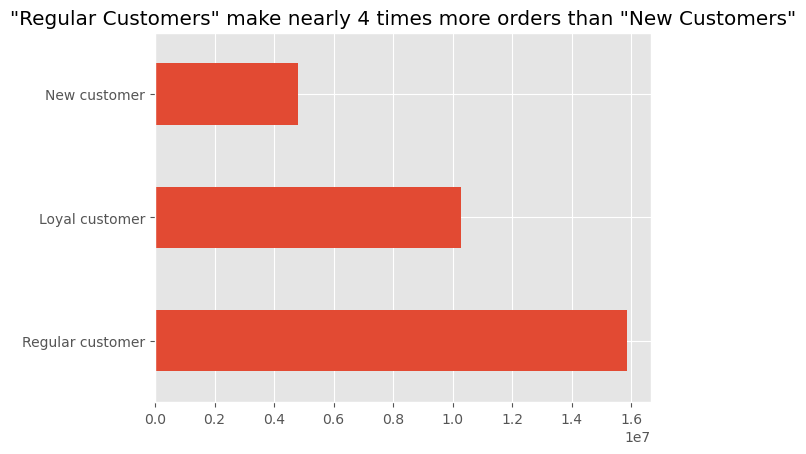 "Regular Customers" make nearly 4 times more orders than "New Customers"
New customer
Loyal customer
Regular customer
0.0 0.2 0.4 0.6 0.8 1.0 1.2 1.4 1.6
1e7